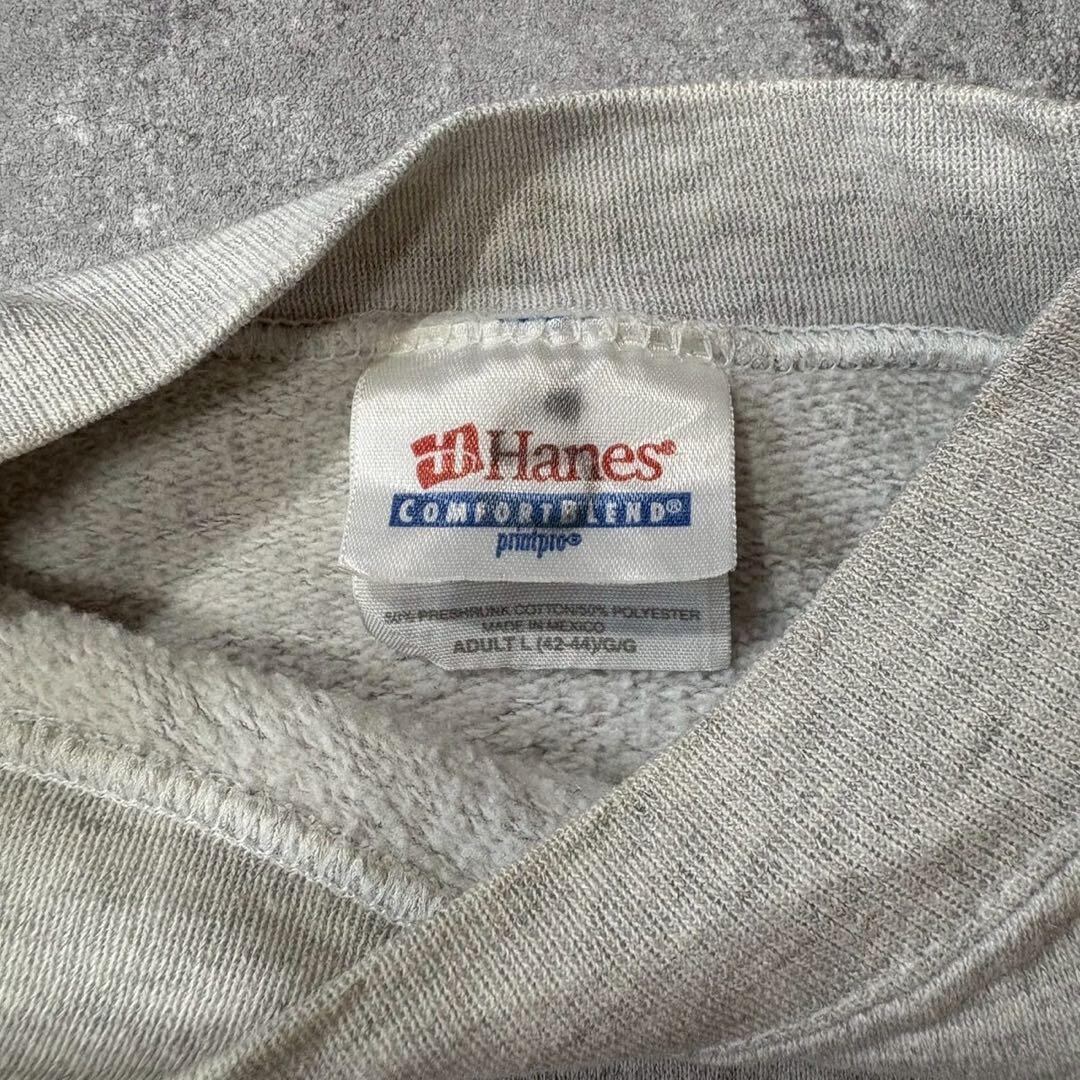 Hanes®
COMFORTBLEND®
printpro®
50% PRESHRUNK COTTON/50% POLYESTER
MADE IN MEXICO
ADULT L (42-44)/G/G